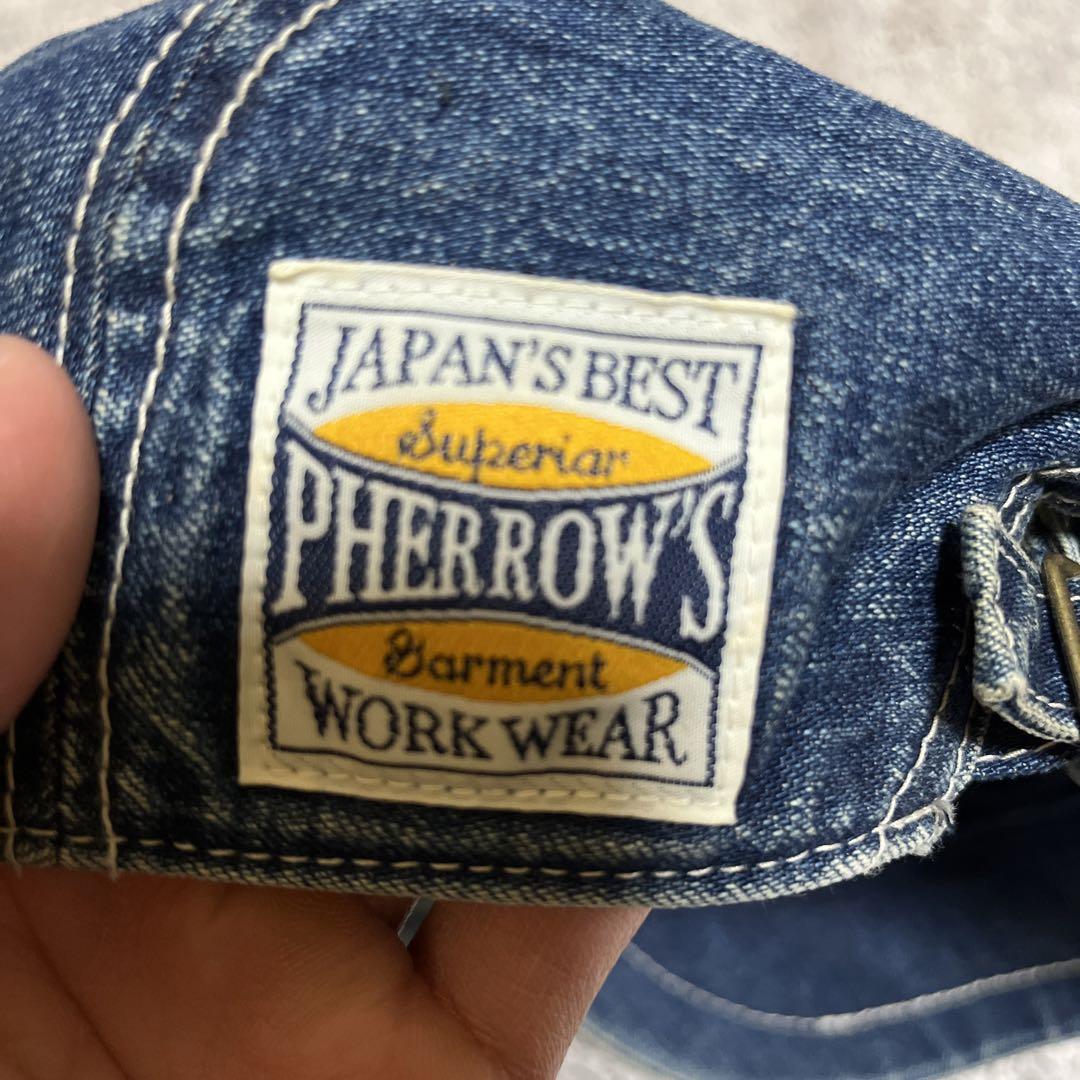 JAPAN'S BEST
Superiar
PHERROW'S
Garment
WORK WEAR